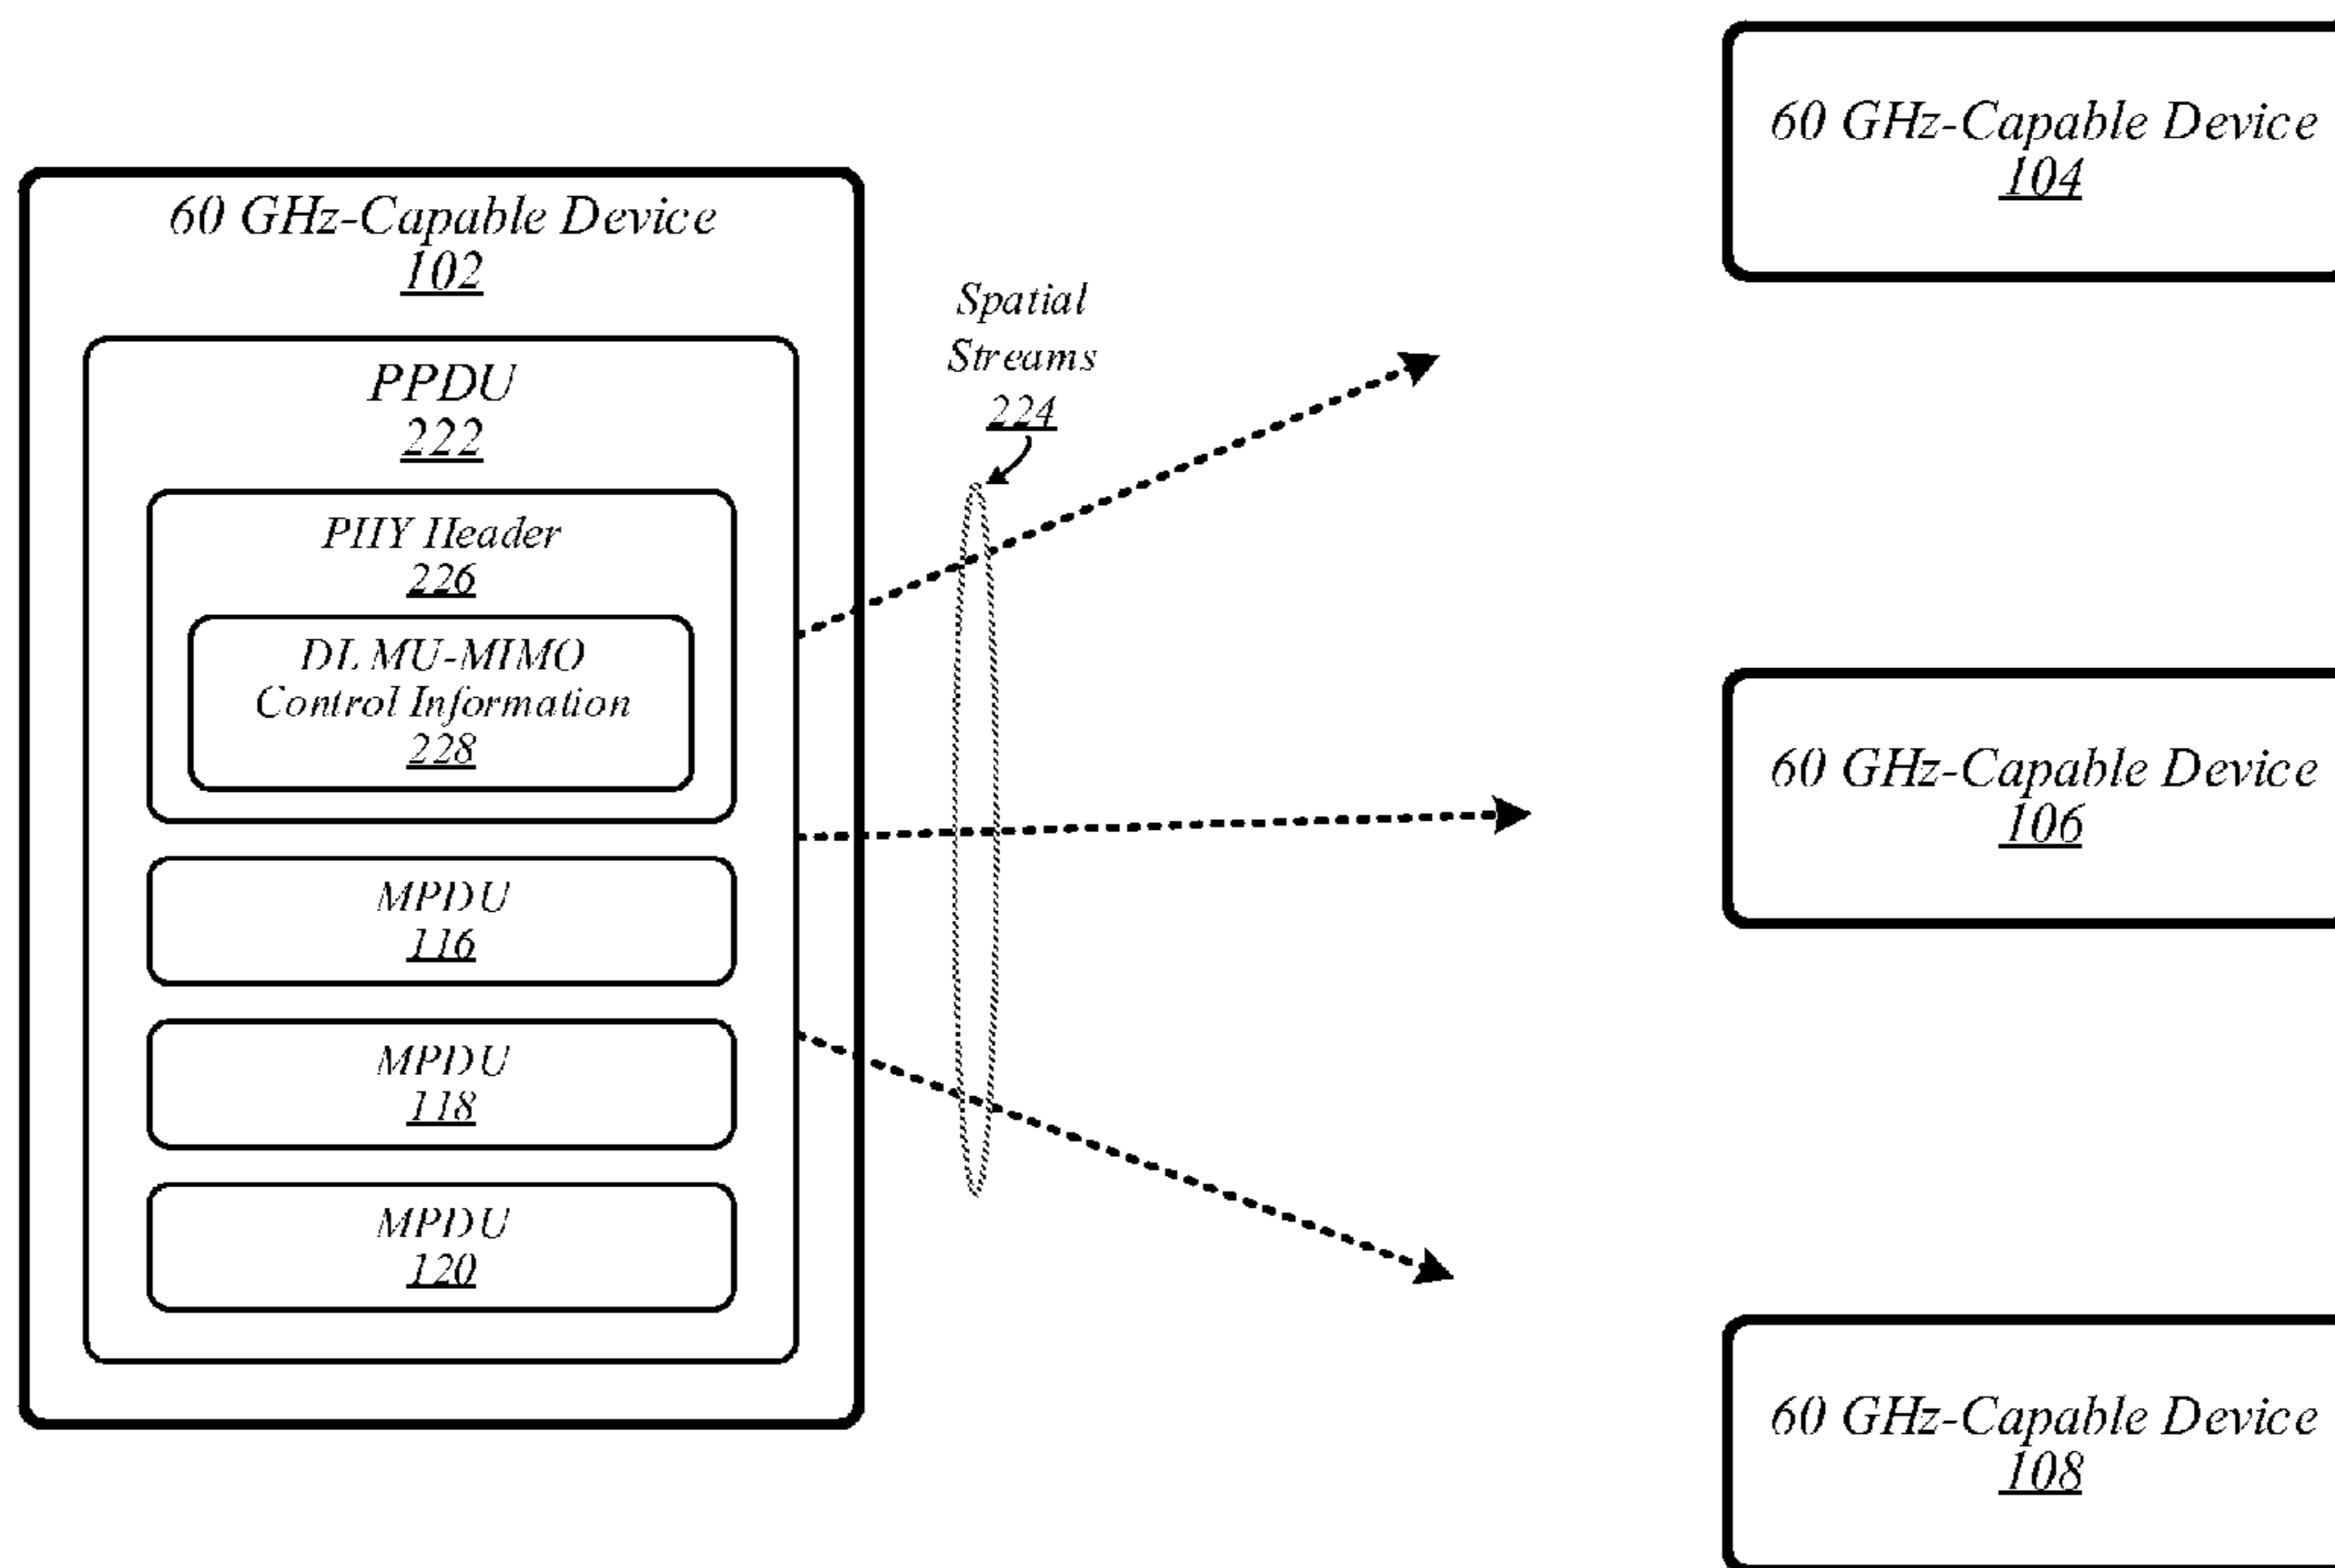 60 GHz-Capable Device
102
PPDU
222
PHY Header
226
DL MU-MIMO
Control Information
228
MPDU
116
MPDU
118
MPDU
120
Spatial
Streams
224
60 GHz-Capable Device
104
60 GHz-Capable Device
106
60 GHz-Capable Device
108